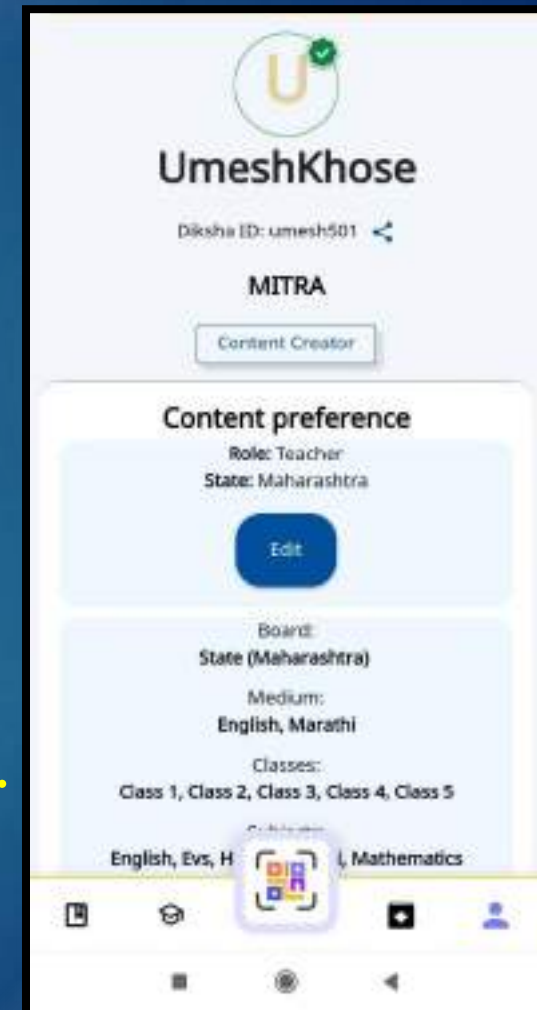 U
UmeshKhose
Diksha ID: umesh501
MITRA
Content Creator
Content preference
Role: Teacher
State: Maharashtra
Edit
Board:
State (Maharashtra)
Medium:
English, Marathi
Classes:
Class 1, Class 2, Class 3, Class 4, Class 5
English, Evs, H , Mathematics